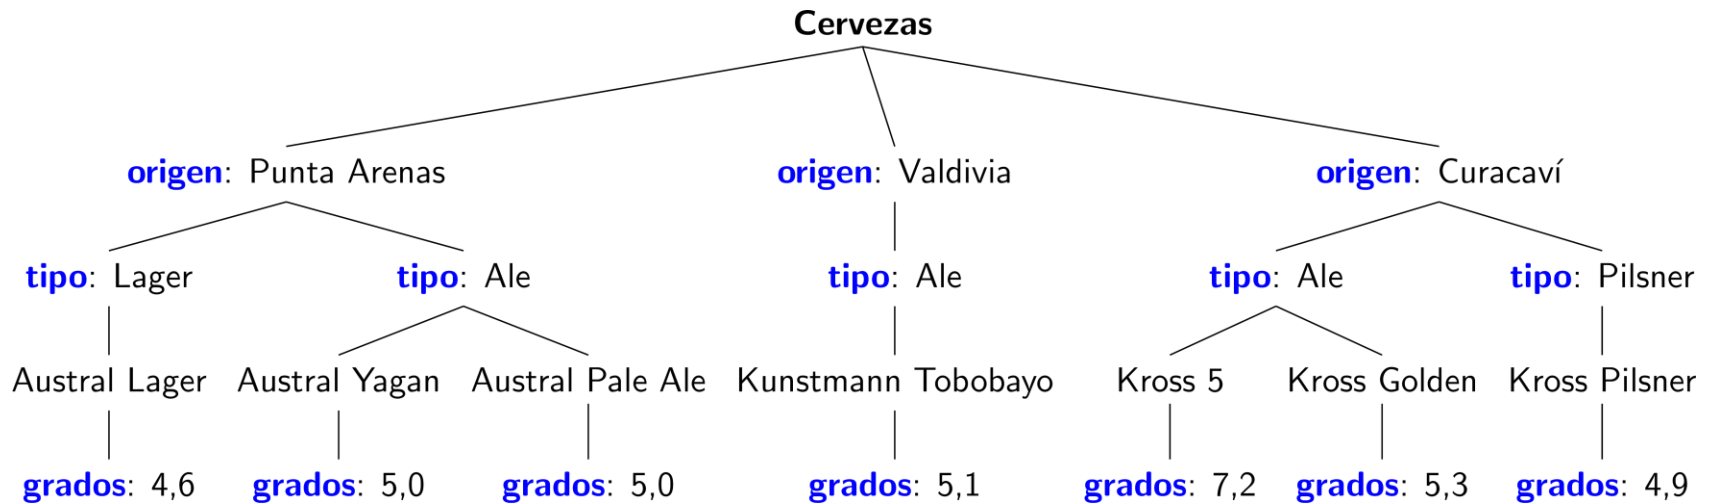 Cervezas
origen: Punta Arenas origen: Valdivia origen: Curacaví
tipo: Lager tipo: Ale tipo: Ale tipo: Ale tipo: Pilsner
Austral Lager Austral Yagan Austral Pale Ale Kunstmann Tobobayo Kross 5 Kross Golden Kross Pilsner
grados: 4,6 grados: 5,0 grados: 5,0 grados: 5,1 grados: 7,2 grados: 5,3 grados: 4,9